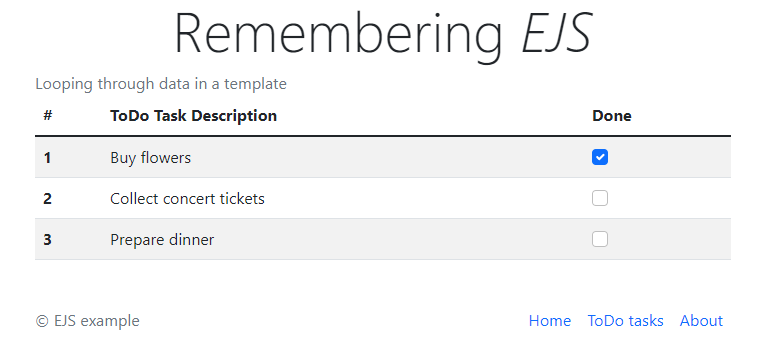 Remembering EJS
Looping through data in a template
# ToDo Task Description Done
1 Buy flowers
2 Collect concert tickets
3 Prepare dinner
© EJS example Home ToDo tasks About